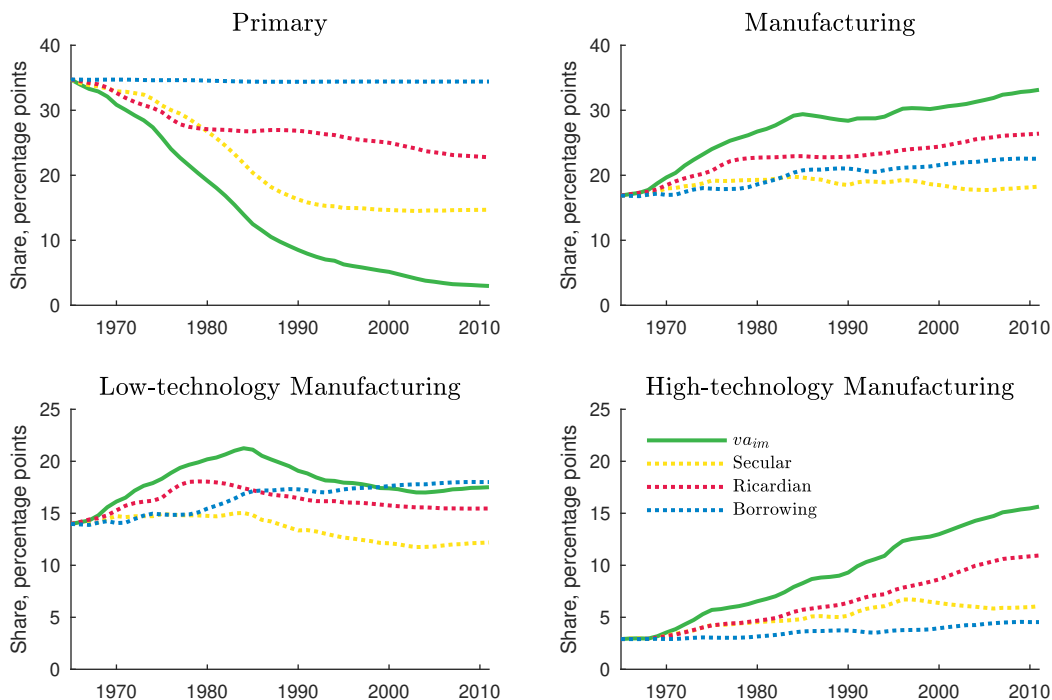 Primary
Share, percentage points
40
30
20
10
0
1970 1980 1990 2000 2010
Manufacturing
Share, percentage points
40
30
20
10
0
1970 1980 1990 2000 2010
Low-technology Manufacturing
Share, percentage points
25
20
15
10
5
0
1970 1980 1990 2000 2010
High-technology Manufacturing
Share, percentage points
25
20
15
10
5
0
va_{im}
Secular
Ricardian
Borrowing
1970 1980 1990 2000 2010